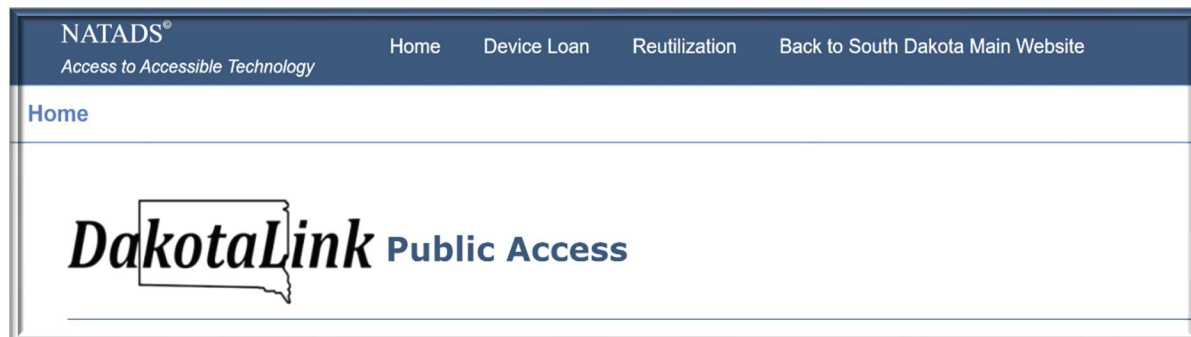 NATADS©
Access to Accessible Technology
Home Device Loan Reutilization Back to South Dakota Main Website
Home
DakotaLink Public Access